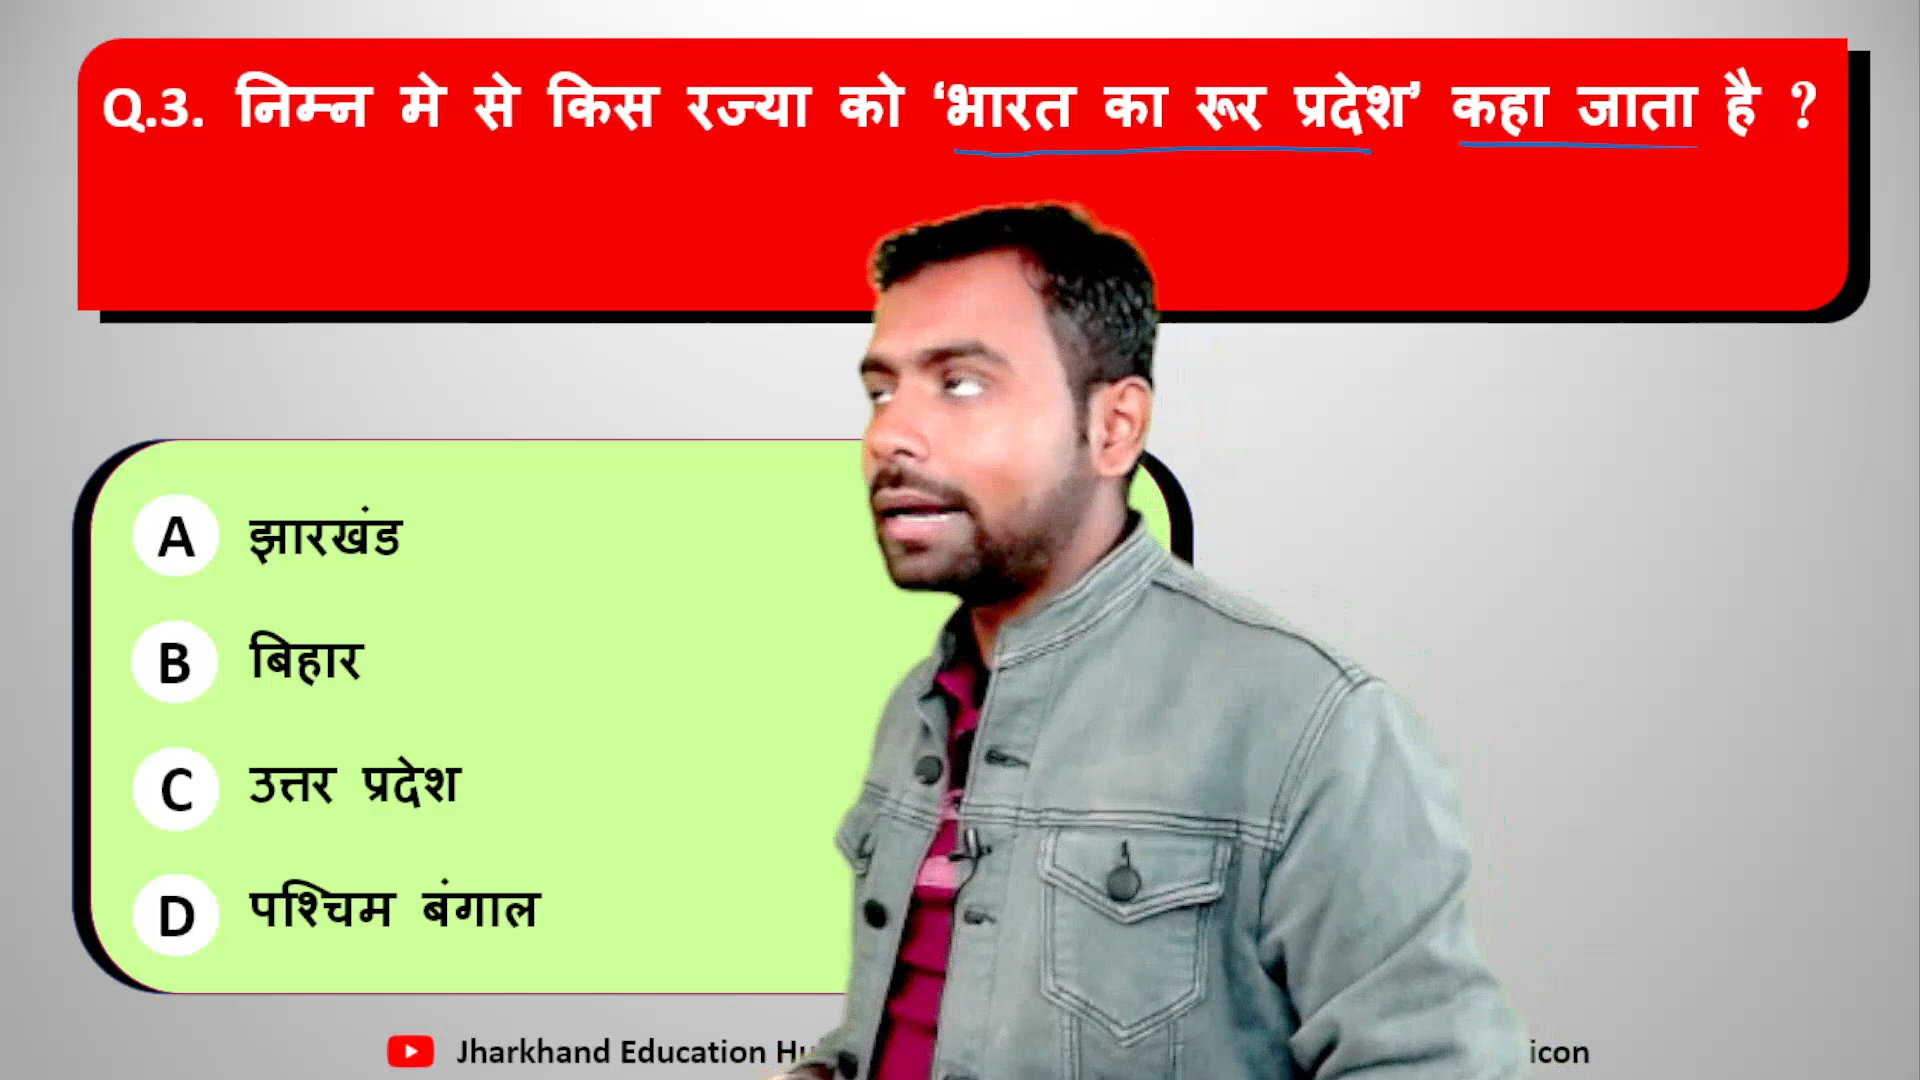 Q.3. निम्न मे से किस रज्या को ‘भारत का रूर प्रदेश’ कहा जाता है ?
A झारखंड
B बिहार
C उत्तर प्रदेश
D पश्चिम बंगाल
Jharkhand Education icon